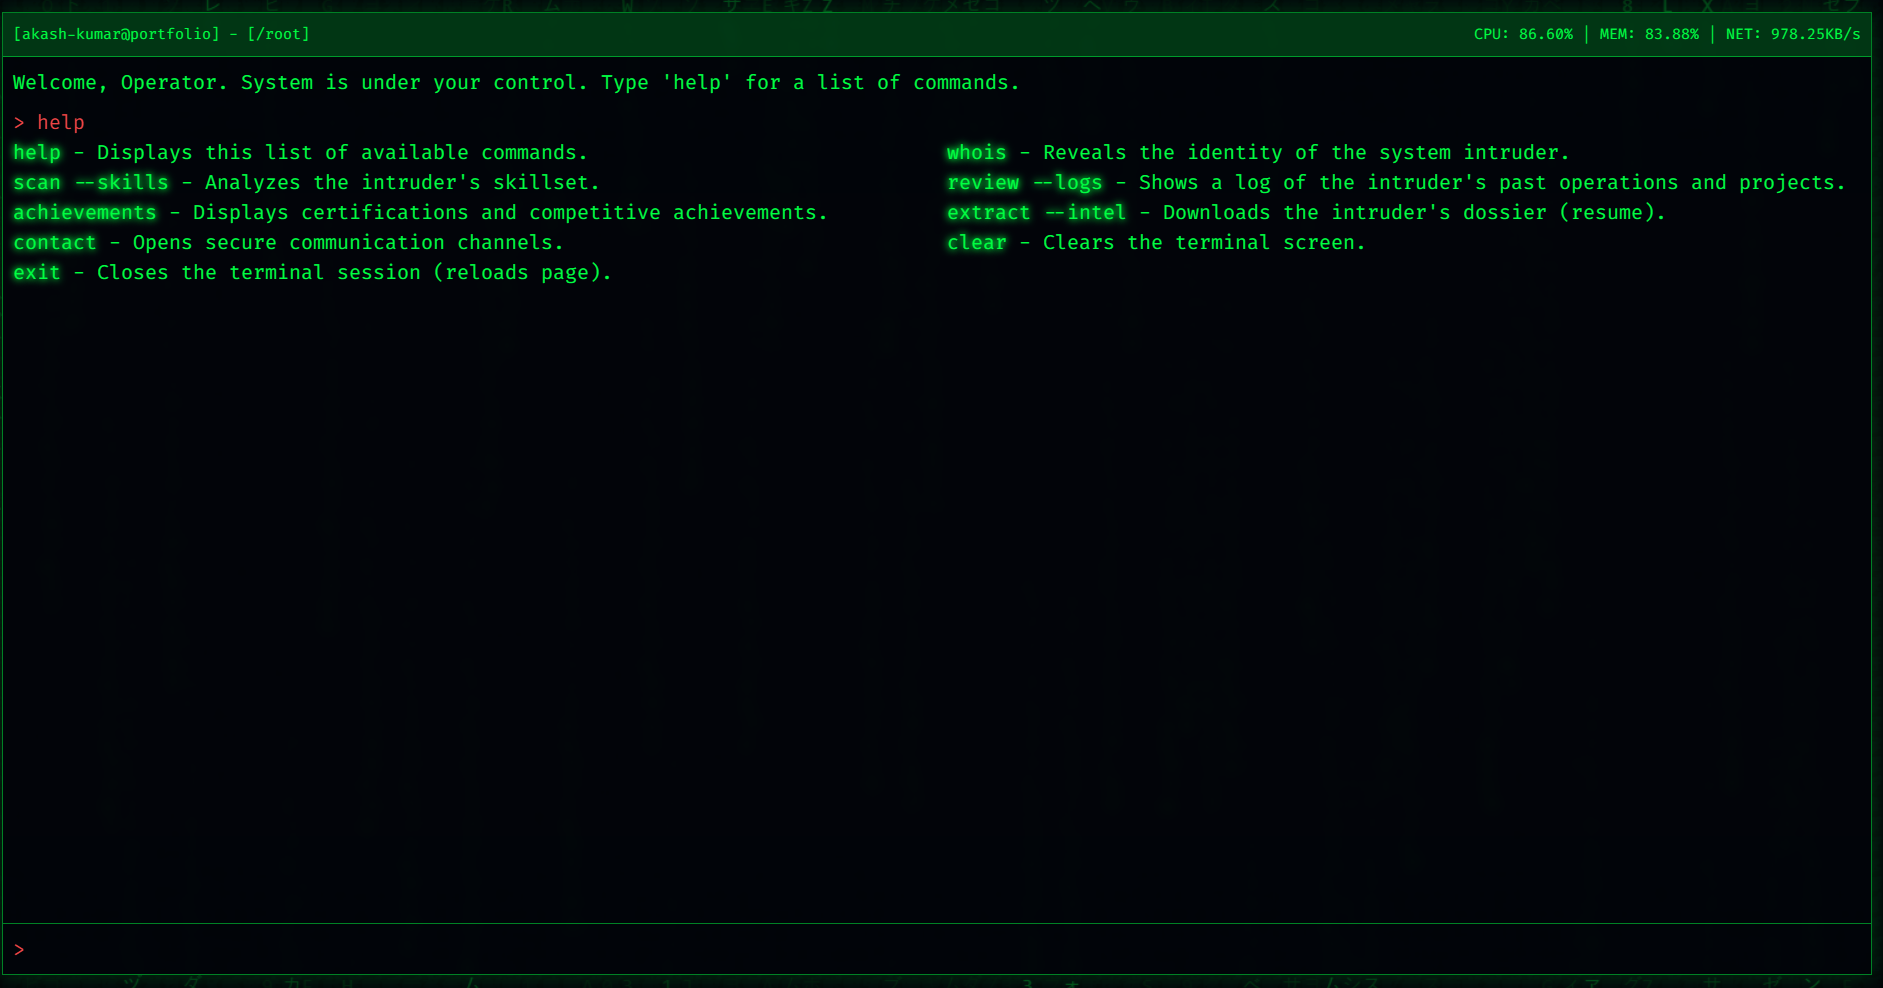 [akash-kumar@portfolio] - [/root]
CPU: 86.60% | MEM: 83.88% | NET: 978.25KB/s
Welcome, Operator. System is under your control. Type 'help' for a list of commands.
> help
help - Displays this list of available commands.
whois - Reveals the identity of the system intruder.
scan --skills - Analyzes the intruder's skillset.
review --logs - Shows a log of the intruder's past operations and projects.
achievements - Displays certifications and competitive achievements.
extract --intel - Downloads the intruder's dossier (resume).
contact - Opens secure communication channels.
clear - Clears the terminal screen.
exit - Closes the terminal session (reloads page).
>